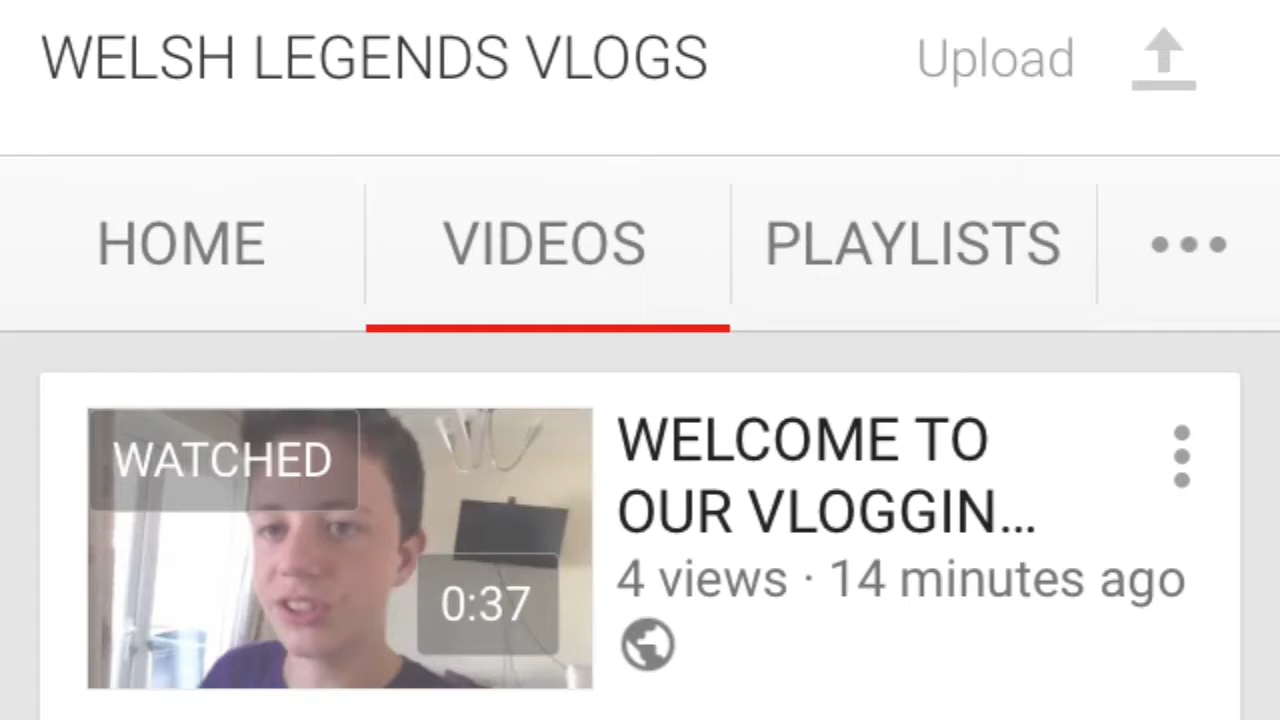 WELSH LEGENDS VLOGS
Upload
HOME
VIDEOS
PLAYLISTS
WATCHED
0:37
WELCOME TO
OUR VLOGGIN...
4 views · 14 minutes ago